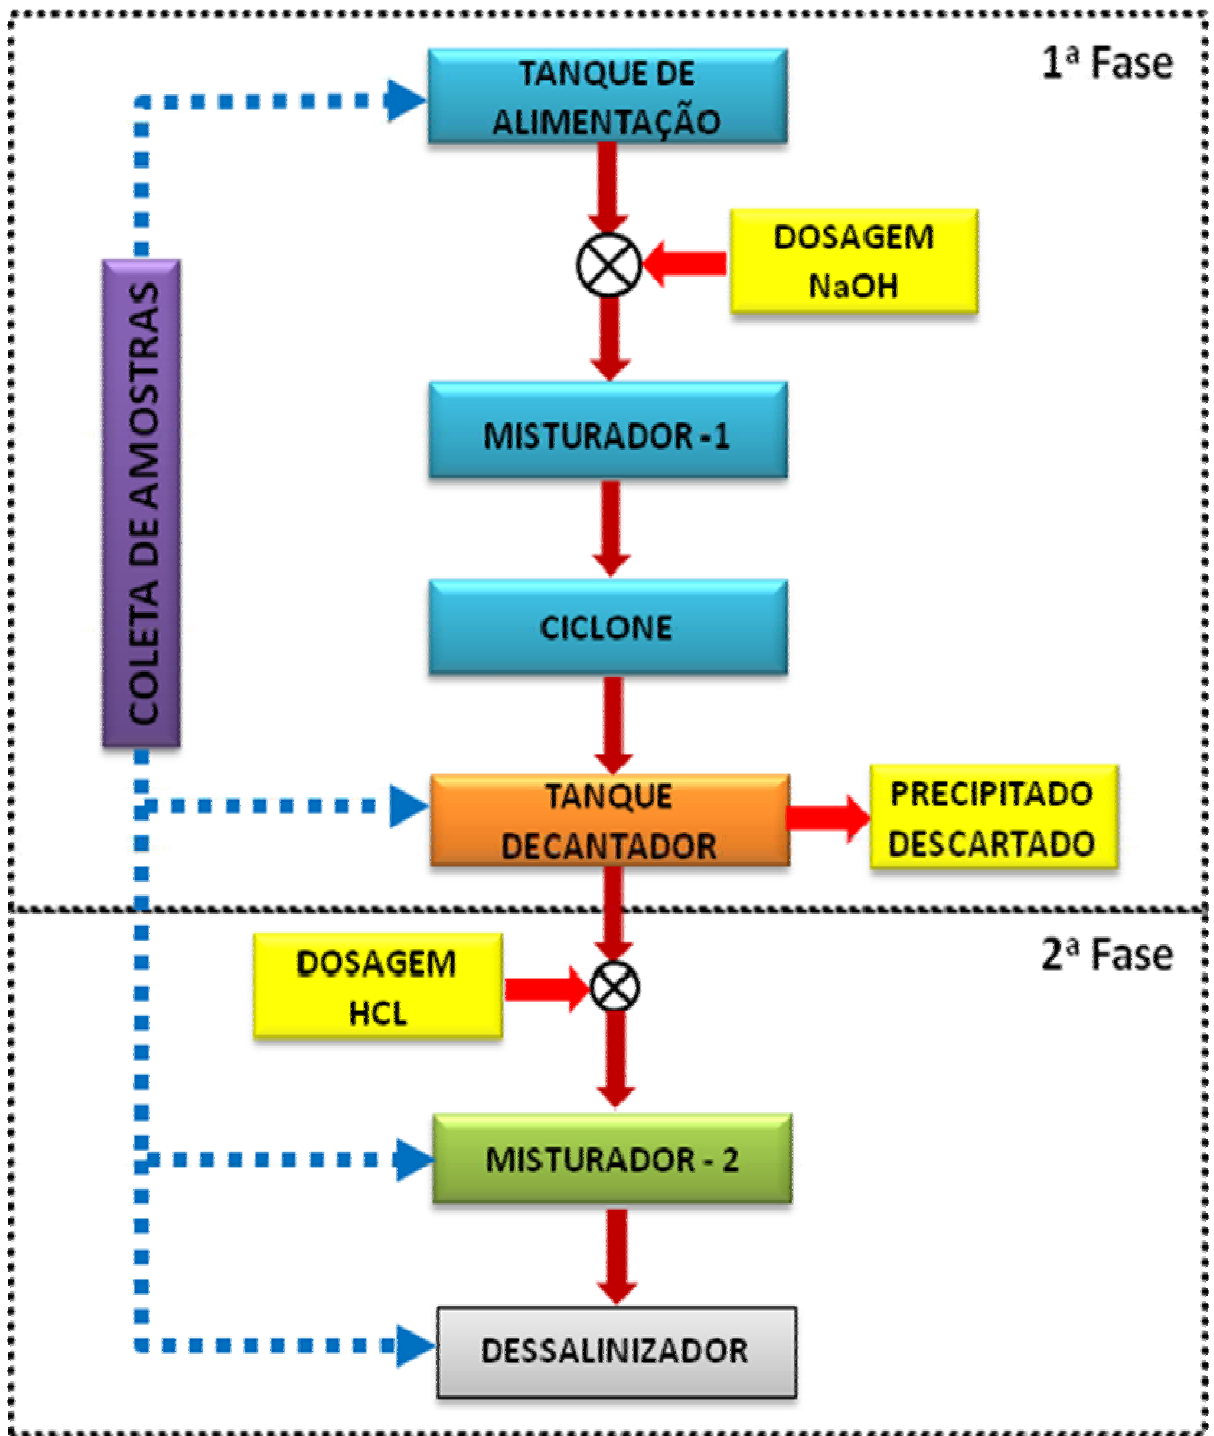 1ª Fase
TANQUE DE
ALIMENTAÇÃO
DOSAGEM
NaOH
COLETA DE AMOSTRAS
MISTURADOR -1
CICLONE
TANQUE
DECANTADOR
PRECIPITADO
DESCARTADO
2ª Fase
DOSAGEM
HCL
MISTURADOR - 2
DESSALINIZADOR